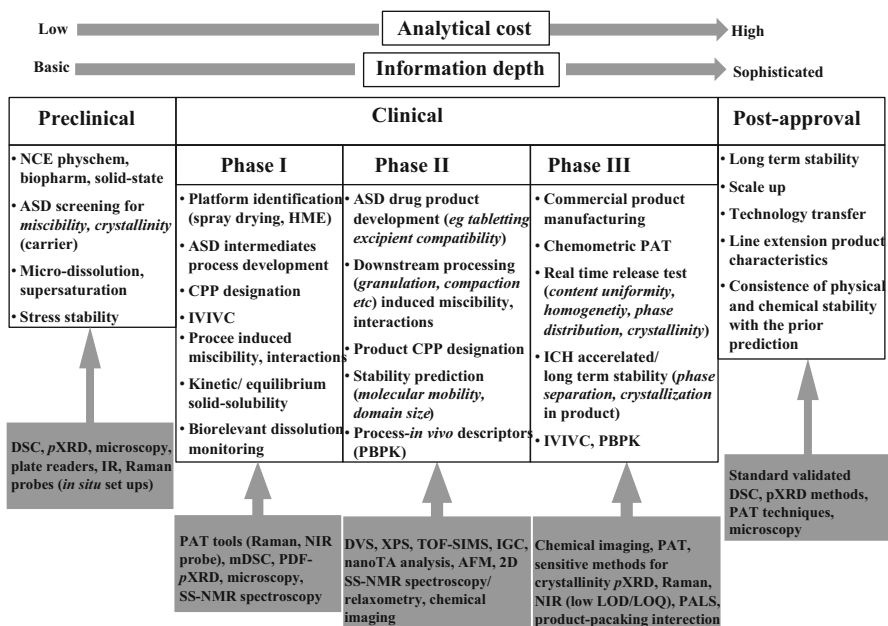 Low Analytical cost High
Basic Information depth Sophisticated
Preclinical
• NCE physchem,
biopharm, solid-state
• ASD screening for
miscibility, crystallinity
(carrier)
• Micro-dissolution,
supersaturation
• Stress stability
Clinical
Phase I
• Platform identification
(spray drying, HME)
• ASD intermediates
process development
• CPP designation
• IVIVC
• Procee induced
miscibility, interactions
• Kinetic/ equilibrium
solid-solubility
• Biorelevant dissolution
monitoring
Phase II
• ASD drug product
development (eg tabletting
excipient compatibility)
• Downstream processing
(granulation, compaction
etc) induced miscibility,
interactions
• Product CPP designation
• Stability prediction
(molecular mobility,
domain size)
• Process-in vivo descriptors
(PBPK)
Phase III
• Commercial product
manufacturing
• Chemometric PAT
• Real time release test
(content uniformity,
homogenetiy, phase
distribution, crystallinity)
• ICH accerelated/
long term stability (phase
separation, crystallization
in product)
• IVIVC, PBPK
Post-approval
• Long term stability
• Scale up
• Technology transfer
• Line extension product
characteristics
• Consistence of physical
and chemical stability
with the prior
prediction
DSC, pXRD, microscopy,
plate readers, IR, Raman
probes (in situ set ups)
PAT tools (Raman, NIR
probe), mDSC, PDF-
pXRD, microscopy,
SS-NMR spectroscopy
DVS, XPS, TOF-SIMS, IGC,
nanoTA analysis, AFM, 2D
SS-NMR spectroscopy/
relaxometry, chemical
imaging
Chemical imaging, PAT,
sensitive methods for
crystallinity pXRD, Raman,
NIR (low LOD/LOQ), PALS,
product-pacaking interection
Standard validated
DSC, pXRD methods,
PAT techniques,
microscopy